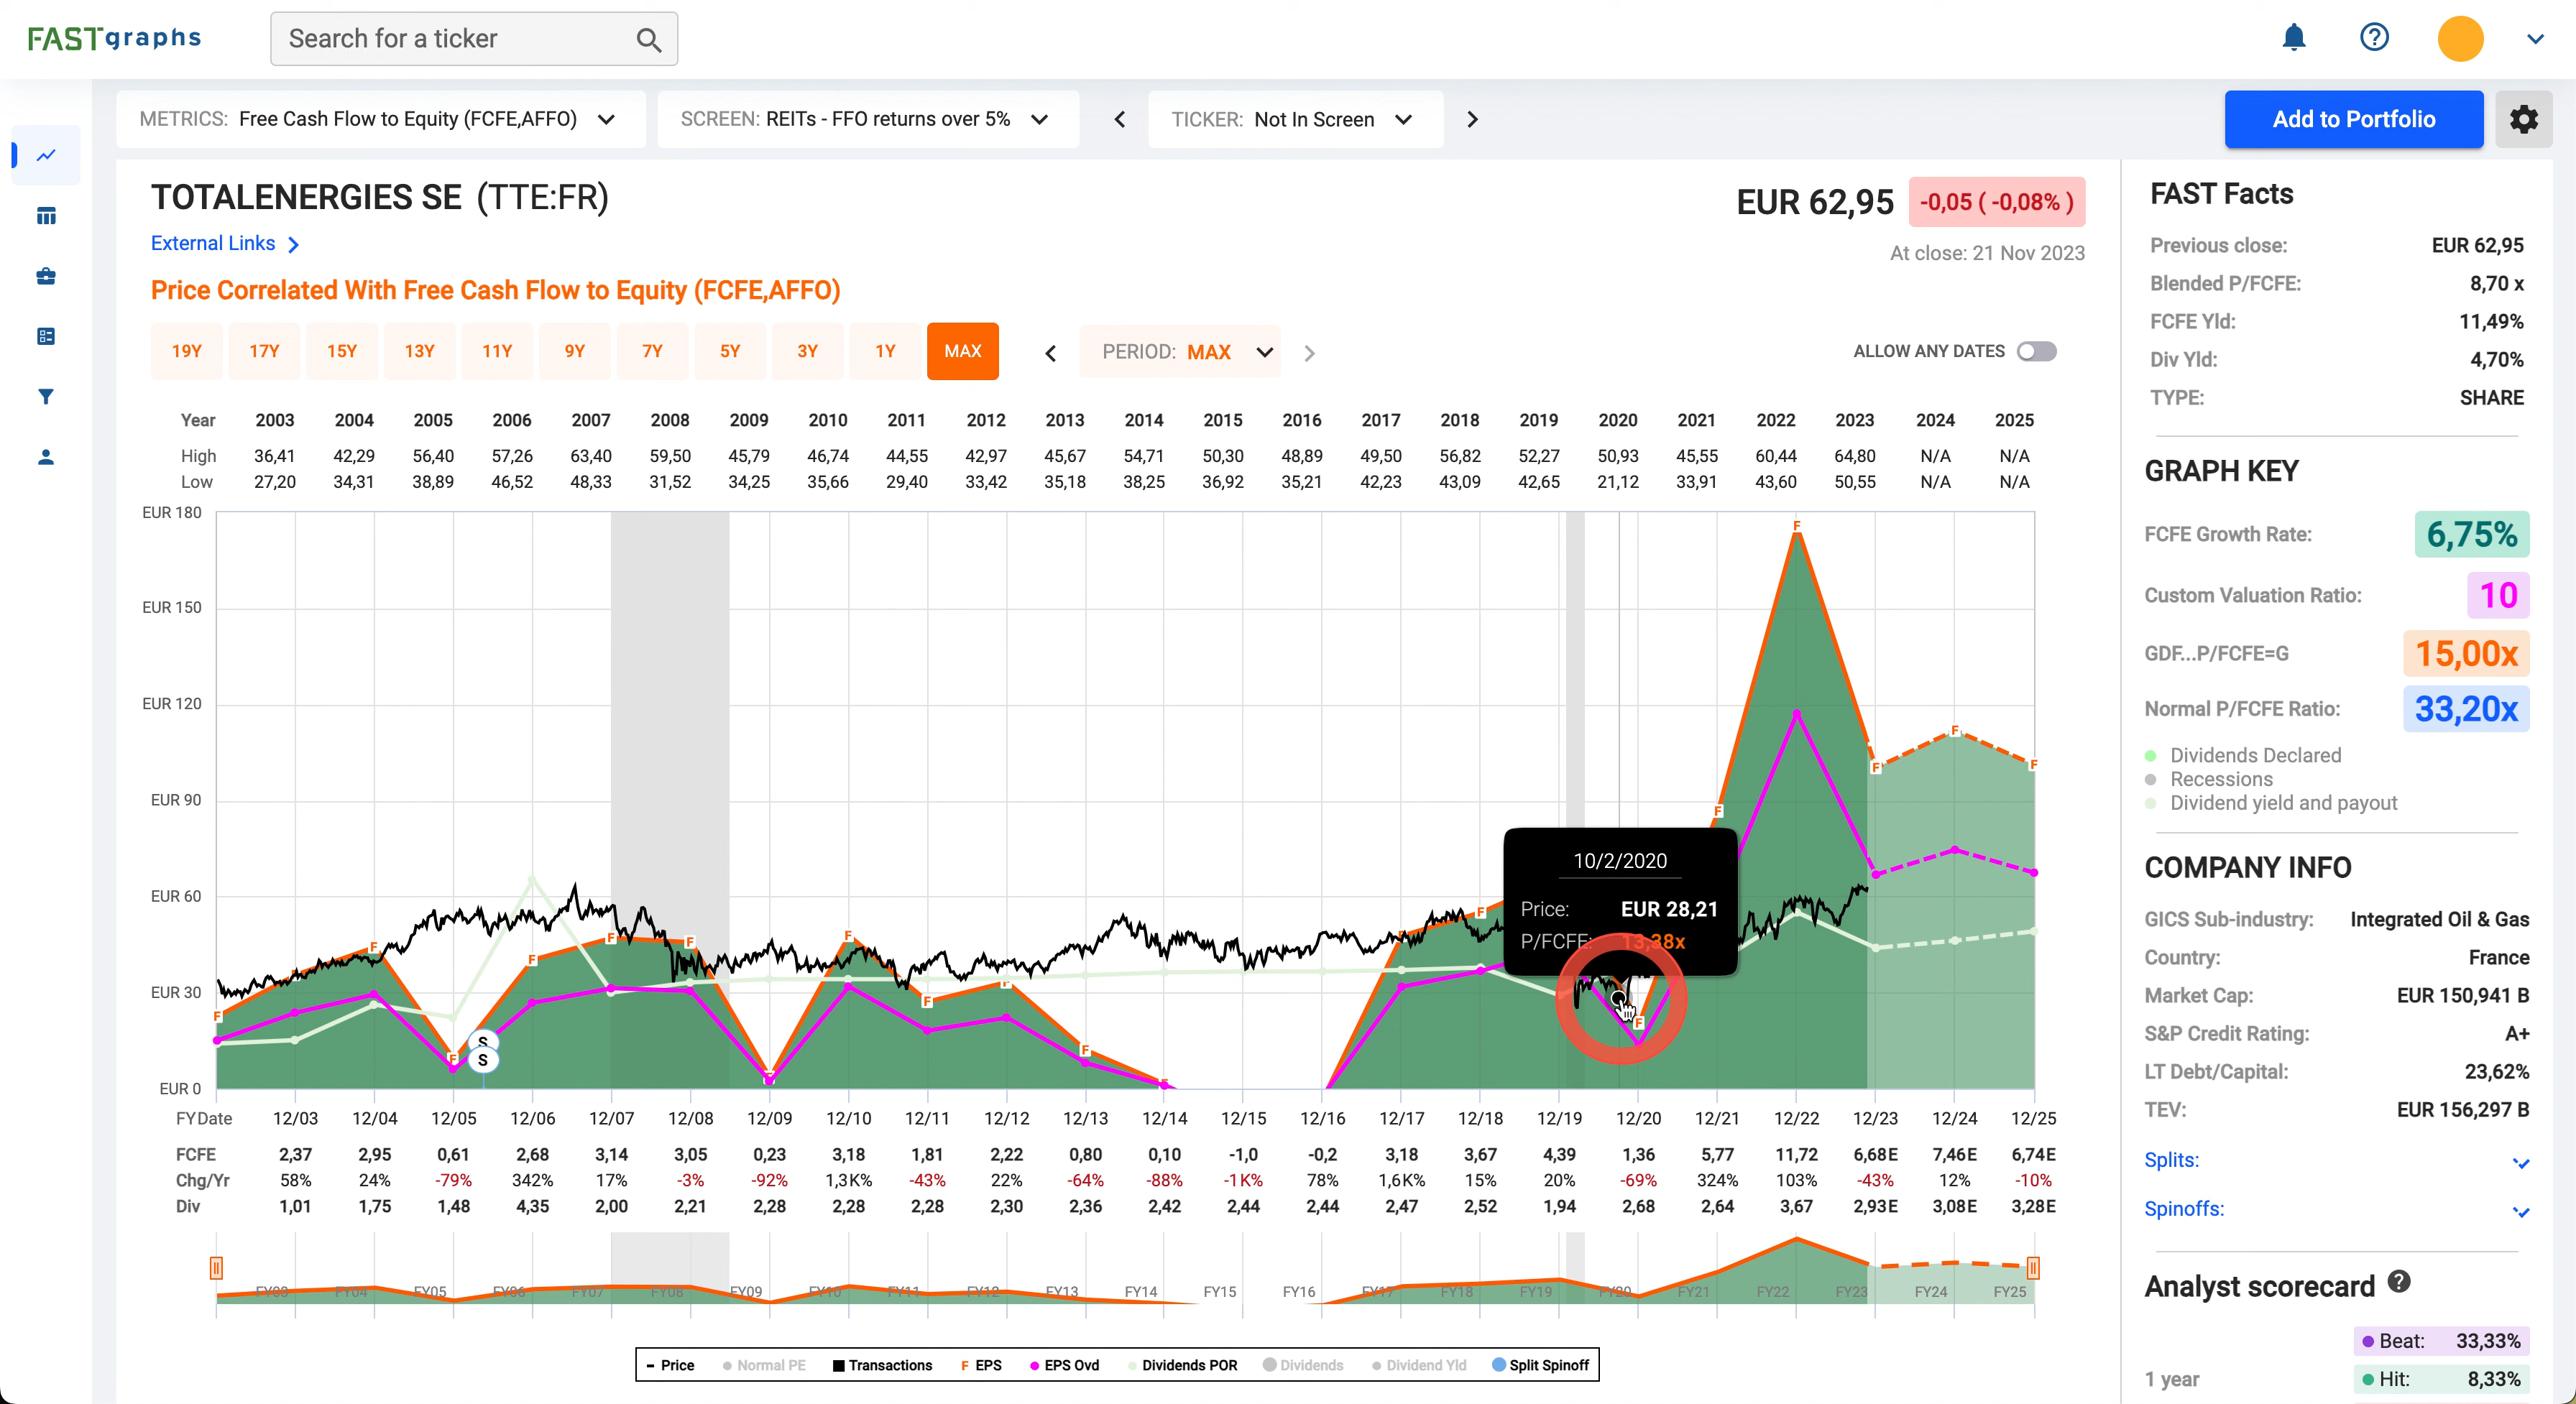 FASTgraphs
Search for a ticker
METRICS: Free Cash Flow to Equity (FCFE,AFFO)
SCREEN: REITs - FFO returns over 5%
TICKER: Not In Screen
Add to Portfolio
TOTALENERGIES SE (TTE:FR)
EUR 62,95 -0,05 ( -0,08% )
External Links
At close: 21 Nov 2023
Price Correlated With Free Cash Flow to Equity (FCFE,AFFO)
19Y 17Y 15Y 13Y 11Y 9Y 7Y 5Y 3Y 1Y MAX
PERIOD: MAX
ALLOW ANY DATES
Year 2003 2004 2005 2006 2007 2008 2009 2010 2011 2012 2013 2014 2015 2016 2017 2018 2019 2020 2021 2022 2023 2024 2025
High 36,41 42,29 56,40 57,26 63,40 59,50 45,79 46,74 44,55 42,97 45,67 54,71 50,30 48,89 49,50 56,82 52,27 50,93 45,55 60,44 64,80 N/A N/A
Low 27,20 34,31 38,89 46,52 48,33 31,52 34,25 35,66 29,40 33,42 35,18 38,25 36,92 35,21 42,23 43,09 42,65 21,12 33,91 43,60 50,55 N/A N/A
EUR 180
EUR 150
EUR 120
EUR 90
EUR 60
EUR 30
EUR 0
10/2/2020
Price: EUR 28,21
P/FCFE: 13,38x
S
S
FYDate 12/03 12/04 12/05 12/06 12/07 12/08 12/09 12/10 12/11 12/12 12/13 12/14 12/15 12/16 12/17 12/18 12/19 12/20 12/21 12/22 12/23 12/24 12/25
FCFE 2,37 2,95 0,61 2,68 3,14 3,05 0,23 3,18 1,81 2,22 0,80 0,10 -1,0 -0,2 3,18 3,67 4,39 1,36 5,77 11,72 6,68E 7,46E 6,74E
Chg/Yr 58% 24% -79% 342% 17% -3% -92% 1,3K% -43% 22% -64% -88% -1K% 78% 1,6K% 15% 20% -69% 324% 103% -43% 12% -10%
Div 1,01 1,75 1,48 4,35 2,00 2,21 2,28 2,28 2,28 2,30 2,36 2,42 2,44 2,44 2,47 2,52 1,94 2,68 2,64 3,67 2,93E 3,08E 3,28E
FY03 FY04 FY05 FY06 FY07 FY08 FY09 FY10 FY11 FY12 FY13 FY14 FY15 FY16 FY17 FY18 FY19 FY20 FY21 FY22 FY23 FY24 FY25
Price Normal PE Transactions F EPS EPS Ovd Dividends POR Dividends Dividend Yld Split Spinoff
FAST Facts
Previous close: EUR 62,95
Blended P/FCFE: 8,70 x
FCFE Yld: 11,49%
Div Yld: 4,70%
TYPE: SHARE
GRAPH KEY
FCFE Growth Rate: 6,75%
Custom Valuation Ratio: 10
GDF...P/FCFE=G 15,00x
Normal P/FCFE Ratio: 33,20x
Dividends Declared
Recessions
Dividend yield and payout
COMPANY INFO
GICS Sub-industry: Integrated Oil & Gas
Country: France
Market Cap: EUR 150,941 B
S&P Credit Rating: A+
LT Debt/Capital: 23,62%
TEV: EUR 156,297 B
Splits:
Spinoffs:
Analyst scorecard
Beat: 33,33%
1 year Hit: 8,33%